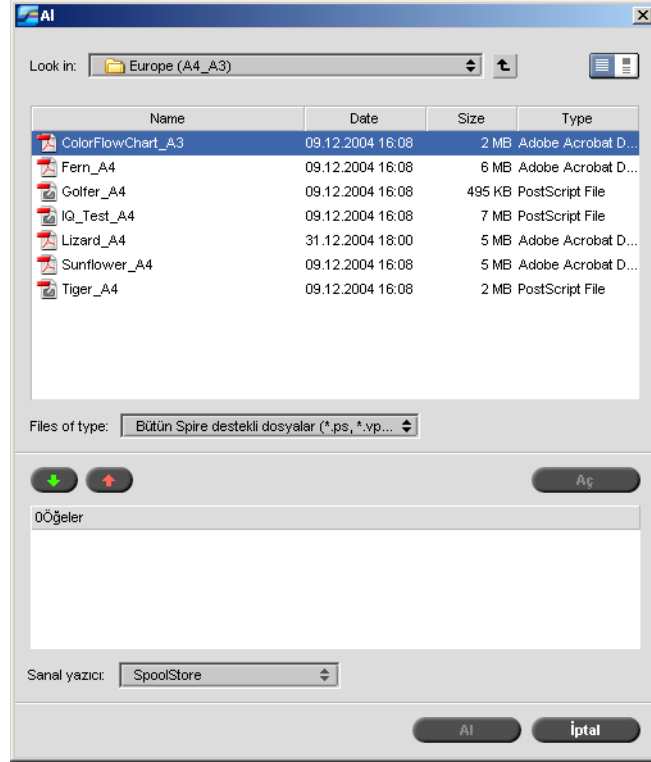 Al
Look in: Europe (A4_A3)
Name Date Size Type
ColorFlowChart_A3 09.12.2004 16:08 2 MB Adobe Acrobat D...
Fern_A4 09.12.2004 16:08 6 MB Adobe Acrobat D...
Golfer_A4 09.12.2004 16:08 495 KB PostScript File
IQ_Test_A4 09.12.2004 16:08 7 MB PostScript File
Lizard_A4 31.12.2004 18:00 5 MB Adobe Acrobat D...
Sunflower_A4 09.12.2004 16:08 5 MB Adobe Acrobat D...
Tiger_A4 09.12.2004 16:08 2 MB PostScript File
Files of type: Bütün Spire destekli dosyalar (*.ps, *.vp...
Aç
0Öğeler
Sanal yazıcı: SpoolStore
Al İptal